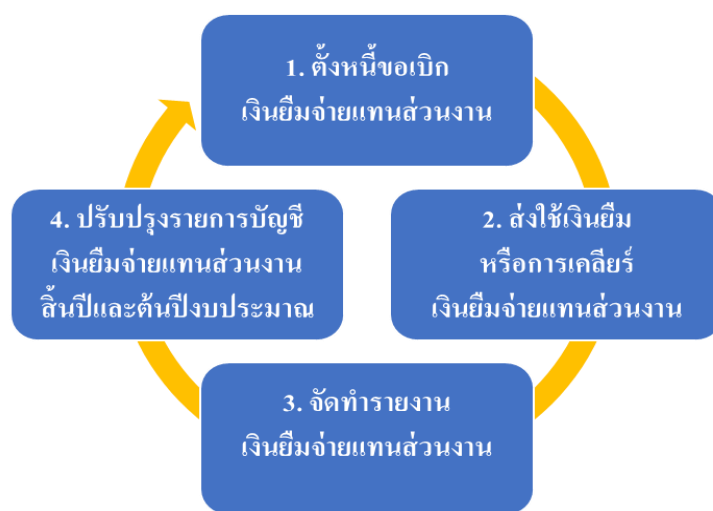 1. ตั้งหนี้ขอเบิก
เงินยืมจ่ายแทนส่วนงาน
2. ส่งใช้เงินยืม
หรือการเคลียร์
เงินยืมจ่ายแทนส่วนงาน
3. จัดทำรายงาน
เงินยืมจ่ายแทนส่วนงาน
4. ปรับปรุงรายการบัญชี
เงินยืมจ่ายแทนส่วนงาน
สิ้นปีและต้นปีงบประมาณ